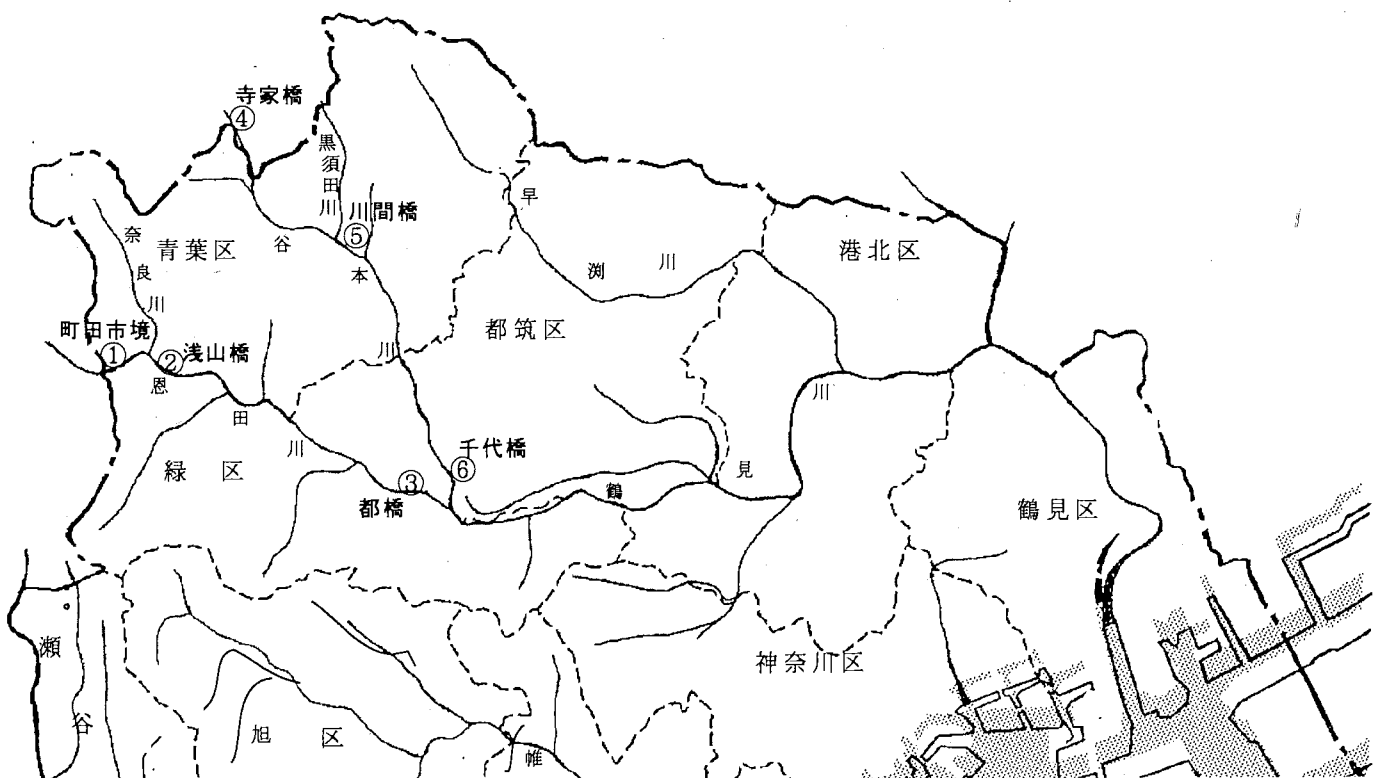 寺家橋
④
黒須田川
川間橋
⑤
早渕川
港北区
奈良川
青葉区
谷本川
都筑区
町田市境
①
②
浅山橋
恩田川
緑区
千代橋
⑥
③
都橋
鶴見川
鶴見区
瀬谷
旭区
神奈川区
帷